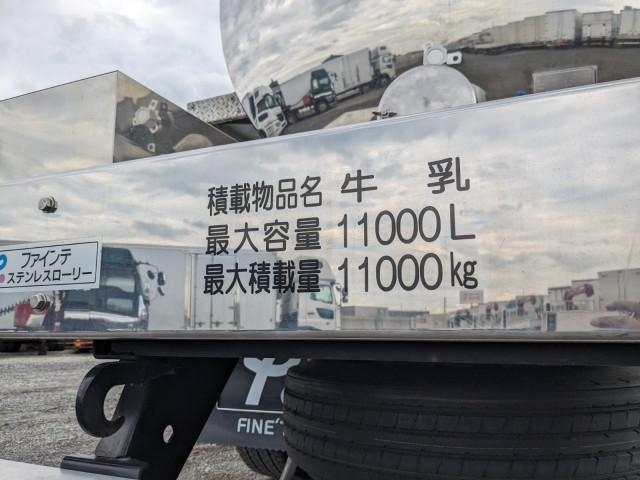 積載物品名 牛 乳
最大容量 11000L
最大積載量 11000kg
ファインテ
ステンレスローリー
FINE'